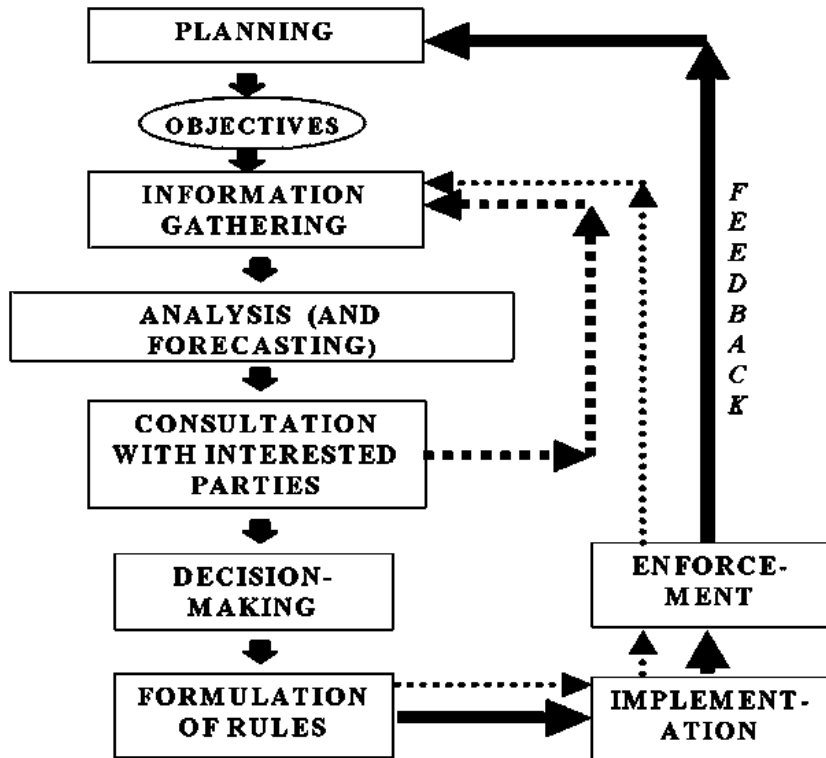 PLANNING
OBJECTIVES
INFORMATION
GATHERING
ANALYSIS (AND
FORECASTING)
CONSULTATION
WITH INTERESTED
PARTIES
DECISION-
MAKING
FORMULATION
OF RULES
IMPLEMENT-
ATION
ENFORCE-
MENT
F
E
E
D
B
A
C
K